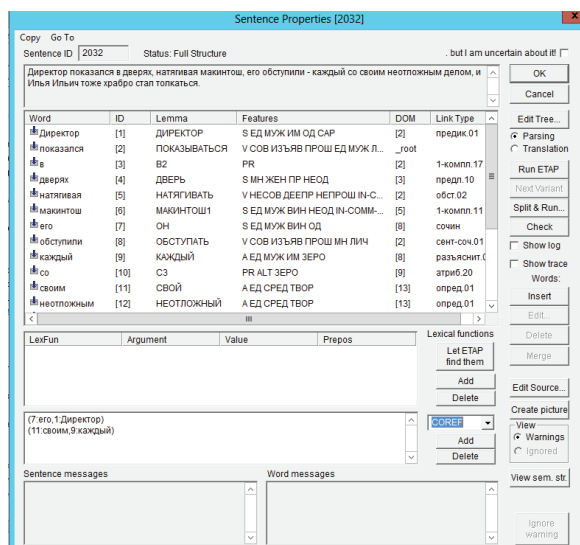 Sentence Properties [2032]
x
Copy Go To
Sentence ID 2032 Status: Full Structure . but I am uncertain about it!
Директор показался в дверях, натягивая макинтош, его обступили - каждый со своим неотложным делом, и
Илья Ильич тоже храбро стал толкаться.
OK
Cancel
Word ID Lemma Features DOM Link Type
Директор [1] ДИРЕКТОР S ЕД МУЖ ИМ ОД САР [2] предик.01
показался [2] ПОКАЗЫВАТЬСЯ V СОВ ИЗЪЯВ ПРОШ ЕД МУЖ Л... _root
в [3] В2 PR [2] 1-компл.17
дверях [4] ДВЕРЬ S МН ЖЕН ПР НЕОД [3] предл.10
натягивая [5] НАТЯГИВАТЬ V НЕСОВ ДЕЕПР НЕПРОШ IN-C... [2] обст.02
макинтош [6] МАКИНТОШ1 S ЕД МУЖ ВИН НЕОД IN-COMM-... [5] 1-компл.11
его [7] ОН S ЕД МУЖ ВИН ОД [8] сочин
обступили [8] ОБСТУПАТЬ V СОВ ИЗЪЯВ ПРОШ МН ЛИЧ [2] сент-соч.01
каждый [9] КАЖДЫЙ A ЕД МУЖ ИМ ЗЕРО [8] разъяснит.0
со [10] С3 PR ALT ЗЕРО [9] атриб.20
своим [11] СВОЙ A ЕД СРЕД ТВОР [13] опред.01
неотложным [12] НЕОТЛОЖНЫЙ A ЕД СРЕД ТВОР [13] опред.01
Edit Tree...
Parsing
Translation
Run ETAP
Next Variant
Split & Run...
Check
Show log
Show trace
Words:
Insert
Edit...
Delete
Merge
LexFun Argument Value Prepos
Lexical functions
Let ETAP
find them
Add
Delete
Edit Source...
Create picture
(7:его,1:Директор)
(11:своим,9:каждый)
COREF
Add
Delete
View
Warnings
Ignored
View sem. str.
Sentence messages Word messages
Ignore
warning